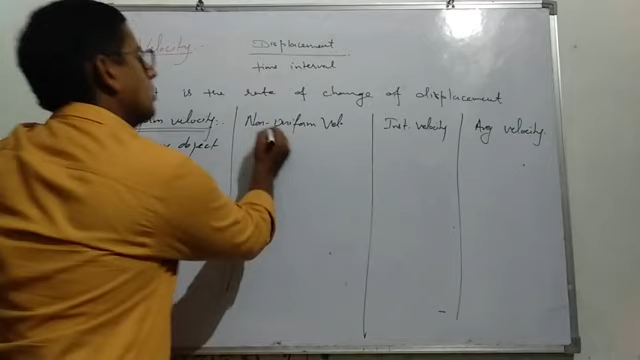 Velocity
Displacement
time interval
is the rate of change of displacement
velocity:- Non-uniform Vel. Inst. velocity Avg velocity.
object